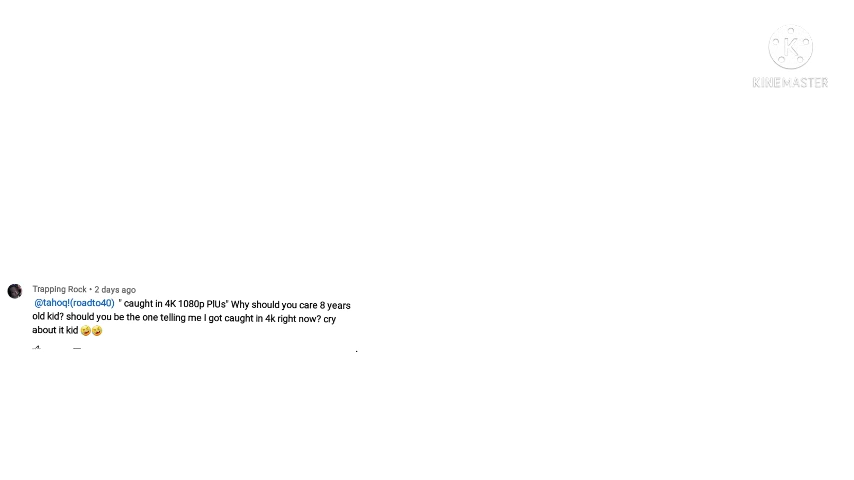 KINEMASTER
Trapping Rock • 2 days ago
@tahoq!(roadto40) " caught in 4K 1080p PlUs" Why should you care 8 years
old kid? should you be the one telling me I got caught in 4k right now? cry
about it kid 🤣🤣